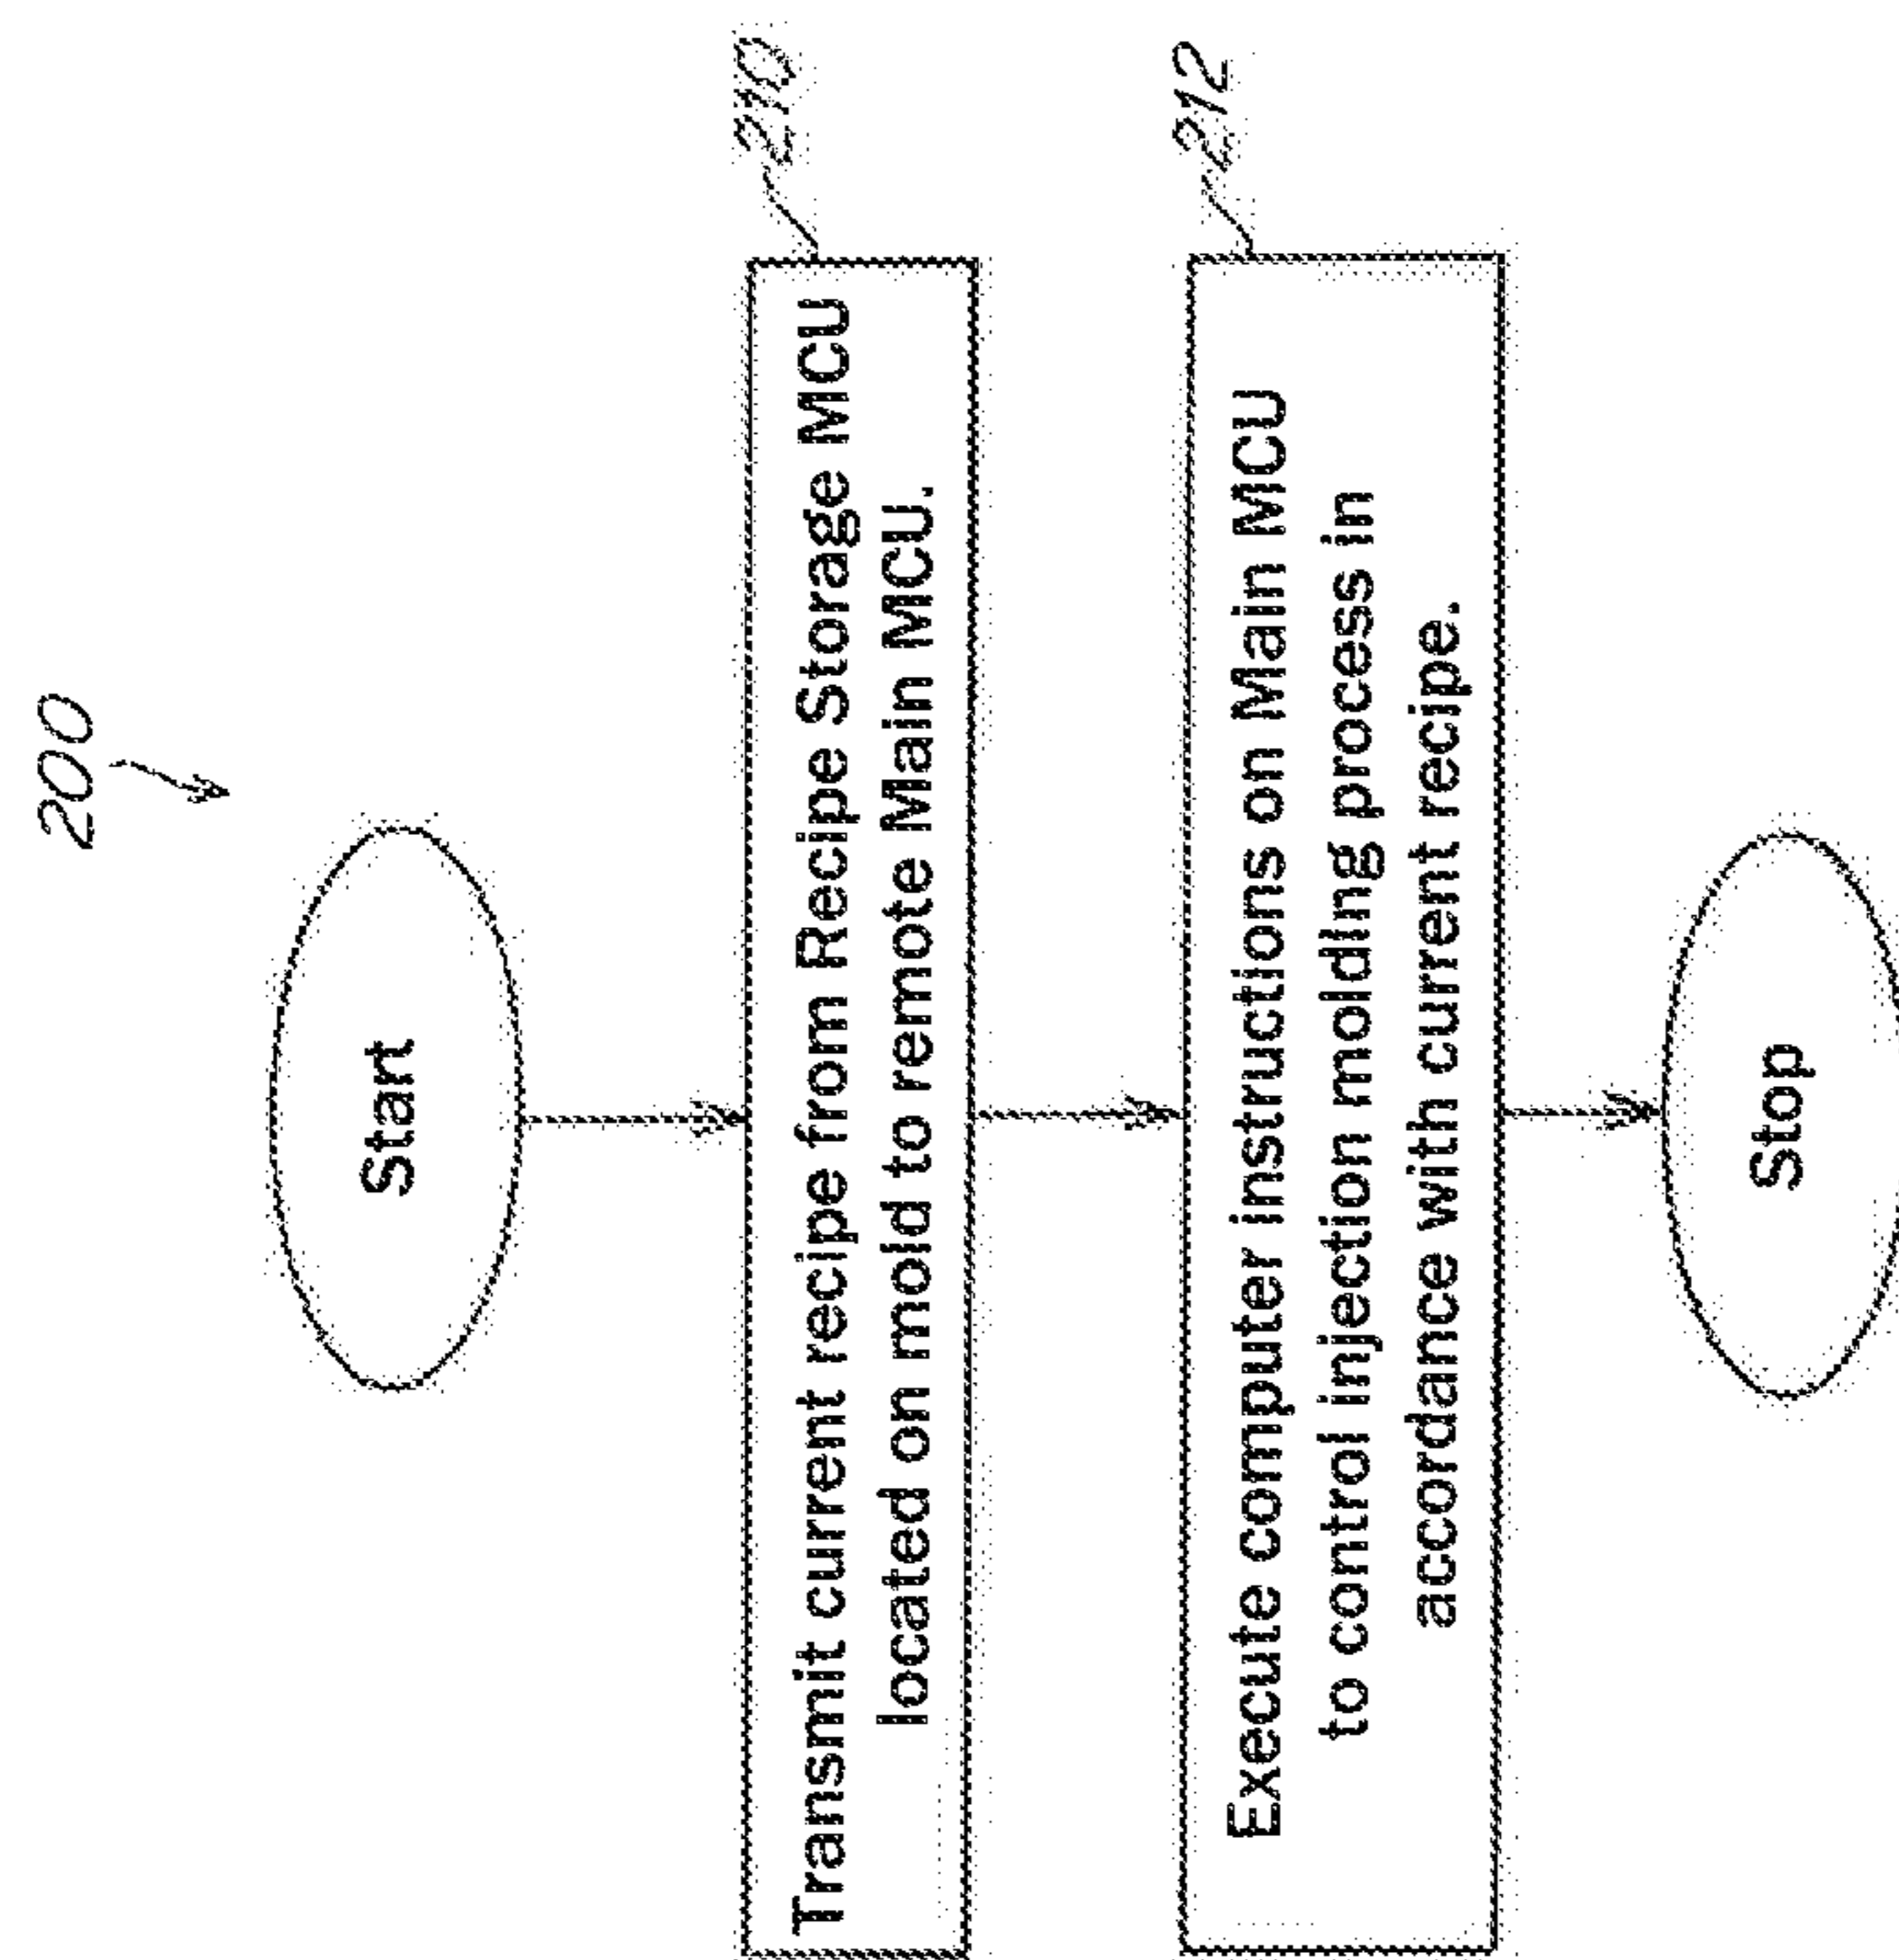 200
Start
Transmit current recipe from Recipe Storage MCU
located on mold to remote Main MCU.
210
Execute computer instructions on Main MCU
to control injection molding process in
accordance with current recipe.
212
Stop